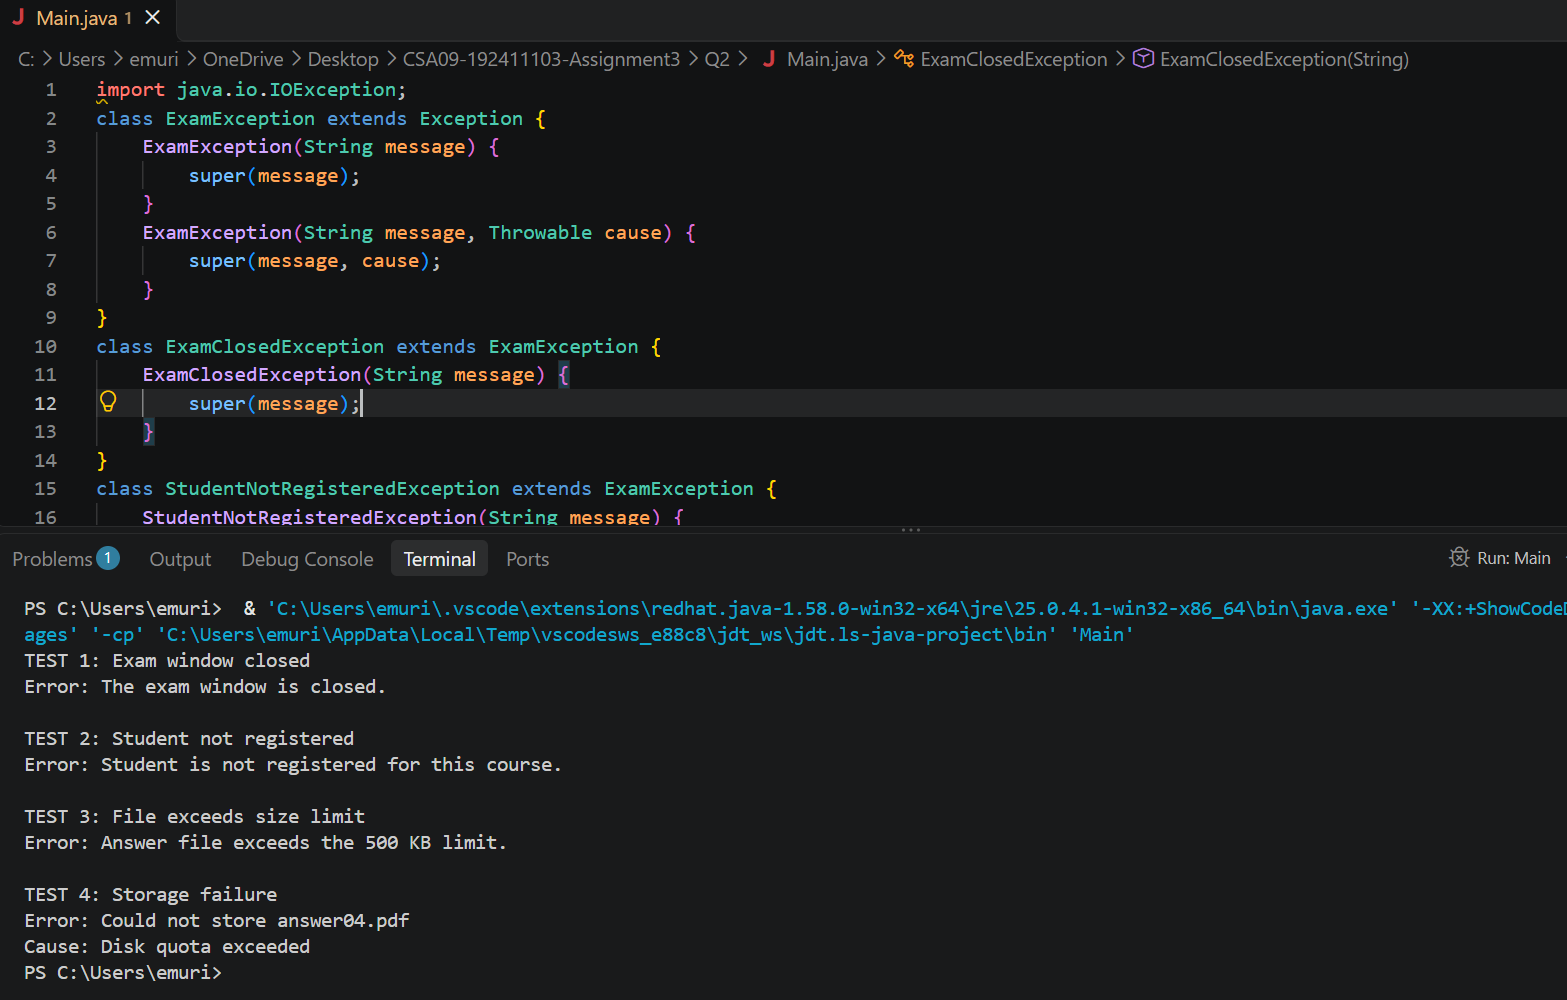 J Main.java 1 ×
C: > Users > emuri > OneDrive > Desktop > CSA09-192411103-Assignment3 > Q2 > J Main.java > ExamClosedException > ExamClosedException(String)
1 import java.io.IOException;
2 class ExamException extends Exception {
3     ExamException(String message) {
4         super(message);
5     }
6     ExamException(String message, Throwable cause) {
7         super(message, cause);
8     }
9 }
10 class ExamClosedException extends ExamException {
11     ExamClosedException(String message) {
12         super(message);
13     }
14 }
15 class StudentNotRegisteredException extends ExamException {
16     StudentNotRegisteredException(String message) {
Problems 1 Output Debug Console Terminal Ports Run: Main
PS C:\Users\emuri>  & 'C:\Users\emuri\.vscode\extensions\redhat.java-1.58.0-win32-x64\jre\25.0.4.1-win32-x86_64\bin\java.exe' '-XX:+ShowCodeD
ages' '-cp' 'C:\Users\emuri\AppData\Local\Temp\vscodesws_e88c8\jdt_ws\jdt.ls-java-project\bin' 'Main'
TEST 1: Exam window closed
Error: The exam window is closed.
TEST 2: Student not registered
Error: Student is not registered for this course.
TEST 3: File exceeds size limit
Error: Answer file exceeds the 500 KB limit.
TEST 4: Storage failure
Error: Could not store answer04.pdf
Cause: Disk quota exceeded
PS C:\Users\emuri>